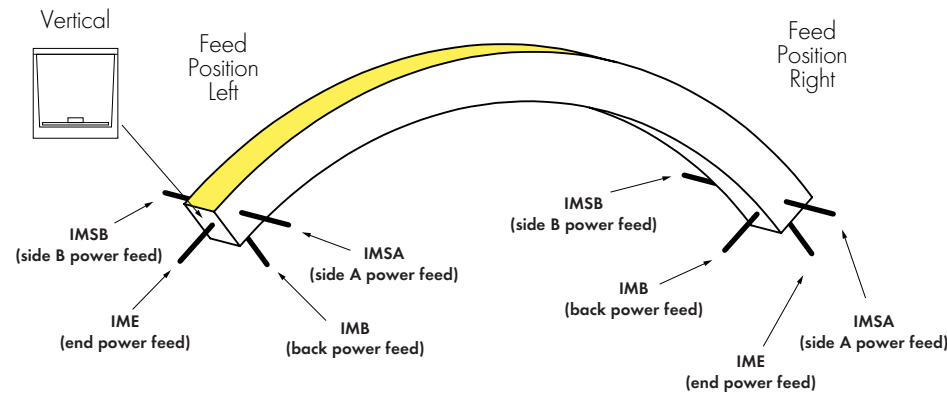 Vertical
Feed
Position
Left
Feed
Position
Right
IMSB
(side B power feed)
IMSA
(side A power feed)
IME
(end power feed)
IMB
(back power feed)
IMSB
(side B power feed)
IMB
(back power feed)
IMSA
(side A power feed)
IME
(end power feed)